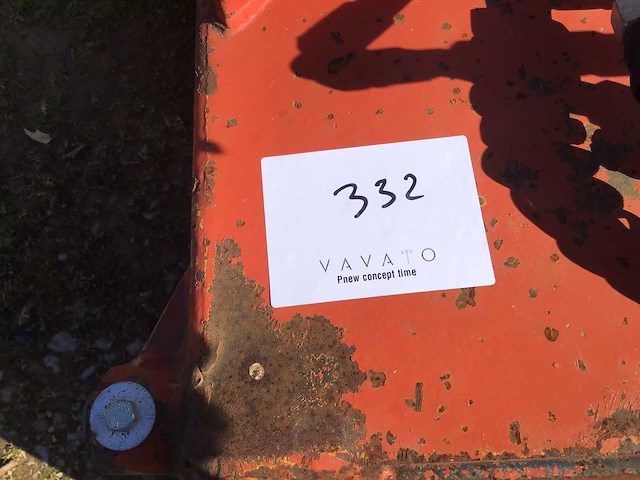 332
VAVATO
Pnew concept time